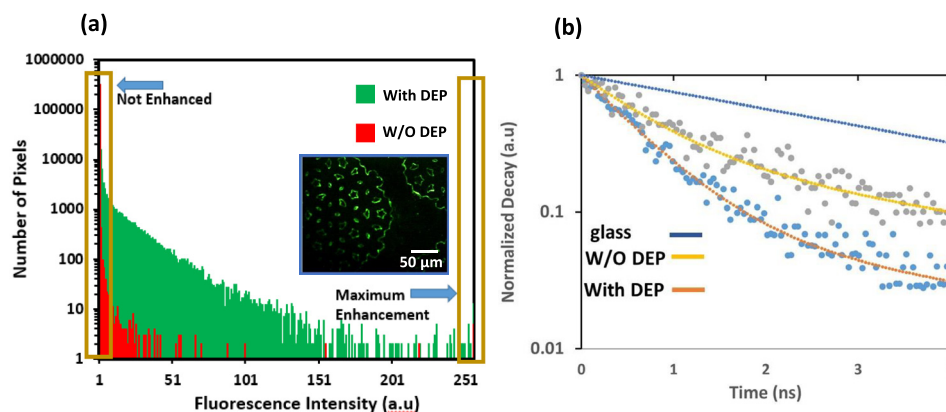 (a)
1000000
100000
10000
1000
100
10
1
Number of Pixels
Not Enhanced
With DEP
W/O DEP
50 µm
Maximum
Enhancement
1
51
101
151
201
251
Fluorescence Intensity (a.u)
(b)
1
0.1
0.01
Normalized Decay (a.u)
glass
W/O DEP
With DEP
0
1
2
3
Time (ns)